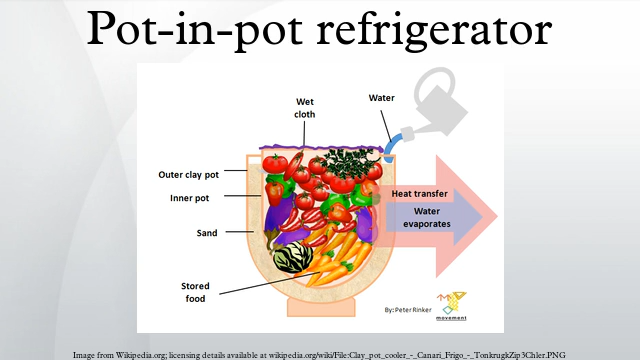 Pot-in-pot refrigerator
Wet
cloth
Water
Outer clay pot
Heat transfer
Inner pot
Water
evaporates
Sand
Stored
food
By: Peter Rinker
movement
Image from Wikipedia.org; licensing details available at wikipedia.org/wiki/File:Clay_pot_cooler_-_Canari_Frigo_-_TonkrugkZip3Chler.PNG